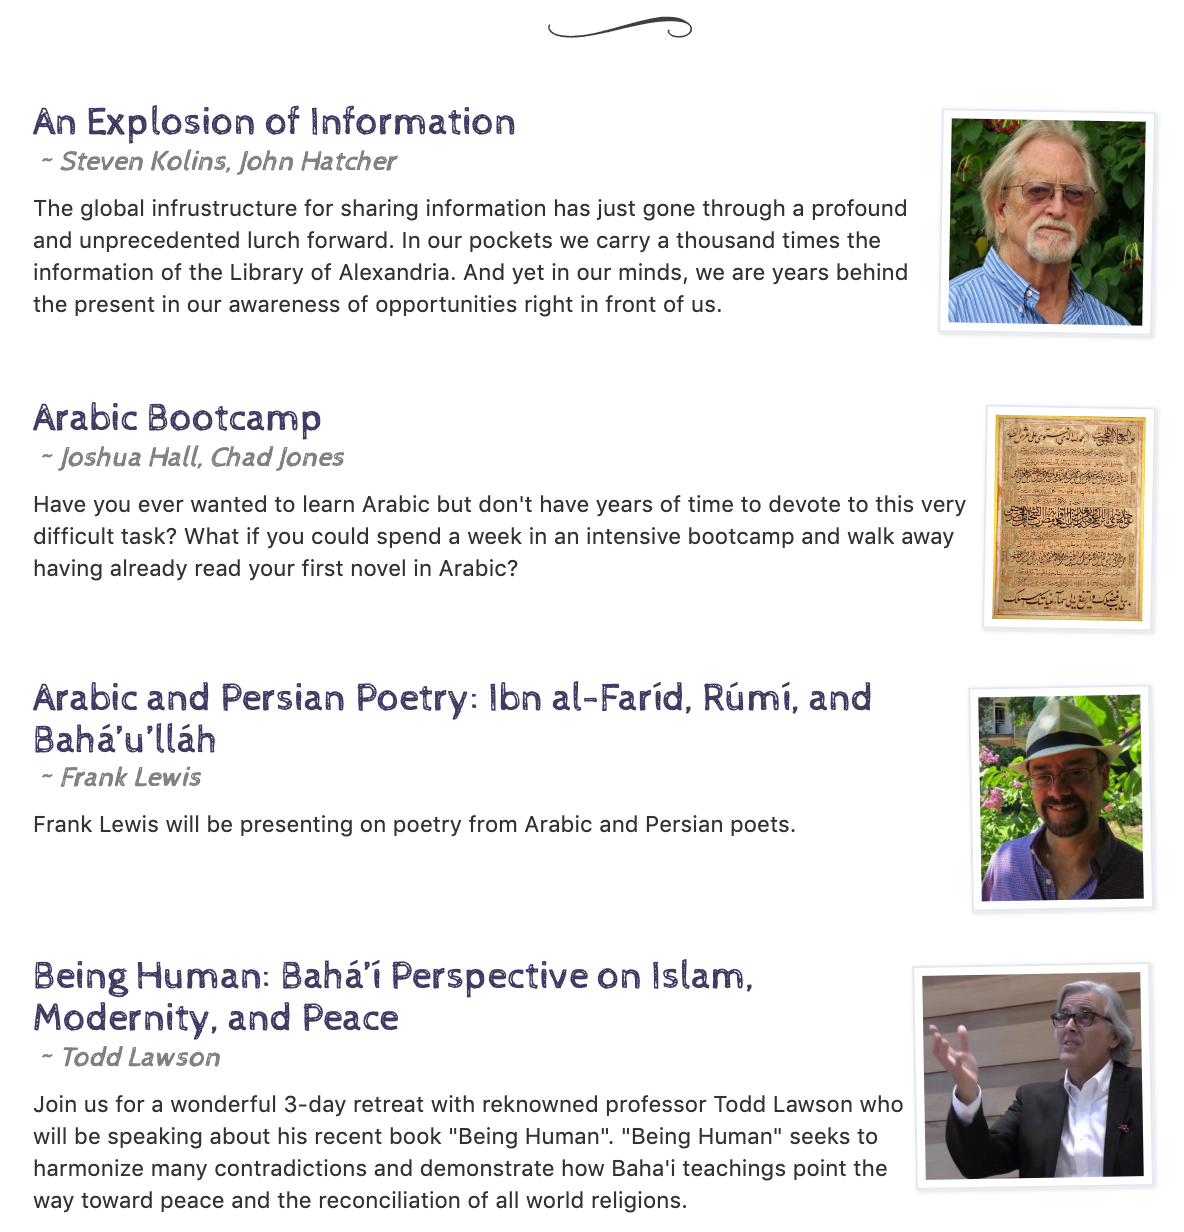 An Explosion of Information
~ Steven Kolins, John Hatcher
The global infrustructure for sharing information has just gone through a profound
and unprecedented lurch forward. In our pockets we carry a thousand times the
information of the Library of Alexandria. And yet in our minds, we are years behind
the present in our awareness of opportunities right in front of us.
Arabic Bootcamp
~ Joshua Hall, Chad Jones
Have you ever wanted to learn Arabic but don't have years of time to devote to this very
difficult task? What if you could spend a week in an intensive bootcamp and walk away
having already read your first novel in Arabic?
Arabic and Persian Poetry: Ibn al-Faríd, Rúmí, and
Bahá’u’lláh
~ Frank Lewis
Frank Lewis will be presenting on poetry from Arabic and Persian poets.
Being Human: Bahá’í Perspective on Islam,
Modernity, and Peace
~ Todd Lawson
Join us for a wonderful 3-day retreat with reknowned professor Todd Lawson who
will be speaking about his recent book "Being Human". "Being Human" seeks to
harmonize many contradictions and demonstrate how Baha'i teachings point the
way toward peace and the reconciliation of all world religions.